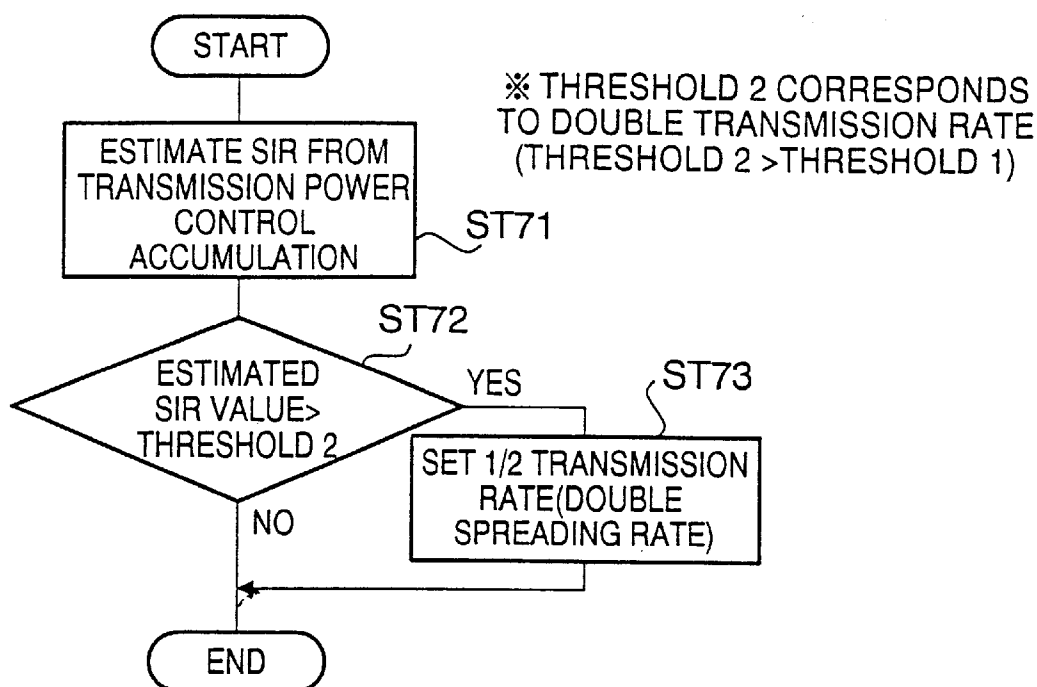 START
※ THRESHOLD 2 CORRESPONDS
TO DOUBLE TRANSMISSION RATE
(THRESHOLD 2 >THRESHOLD 1)
ESTIMATE SIR FROM
TRANSMISSION POWER
CONTROL
ACCUMULATION
ST71
ST72
ESTIMATED
SIR VALUE>
THRESHOLD 2
YES
ST73
SET 1/2 TRANSMISSION
RATE(DOUBLE
SPREADING RATE)
NO
END